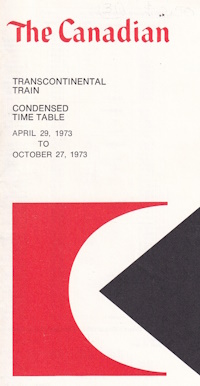 The Canadian
TRANSCONTINENTAL
TRAIN
CONDENSED
TIME TABLE
APRIL 29, 1973
TO
OCTOBER 27, 1973